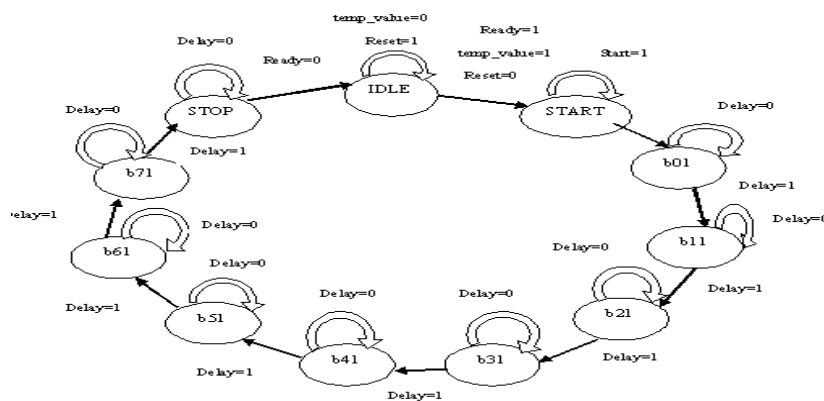 temp_value=0
Delay=0
Reset=1
Ready=1
Ready=0
temp_value=1
Start=1
IDLE
Reset=0
STOP
START
Delay=0
Delay=0
Delay=1
b01
b71
Delay=1
elay=1
Delay=0
Delay=0
b11
b61
Delay=0
Delay=0
Delay=1
Delay=1
b51
b21
Delay=0
Delay=0
b41
b31
Delay=1
Delay=1
Delay=1